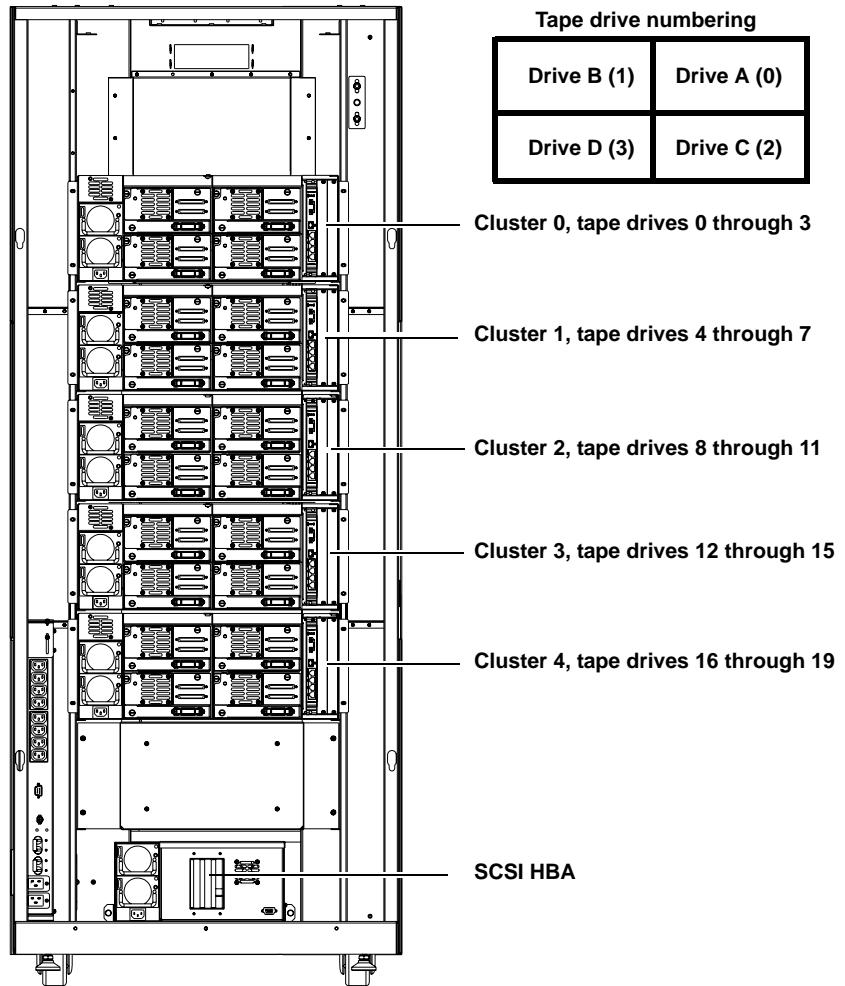 Tape drive numbering
Drive B (1)
Drive A (0)
Drive D (3)
Drive C (2)
Cluster 0, tape drives 0 through 3
Cluster 1, tape drives 4 through 7
Cluster 2, tape drives 8 through 11
Cluster 3, tape drives 12 through 15
Cluster 4, tape drives 16 through 19
SCSI HBA